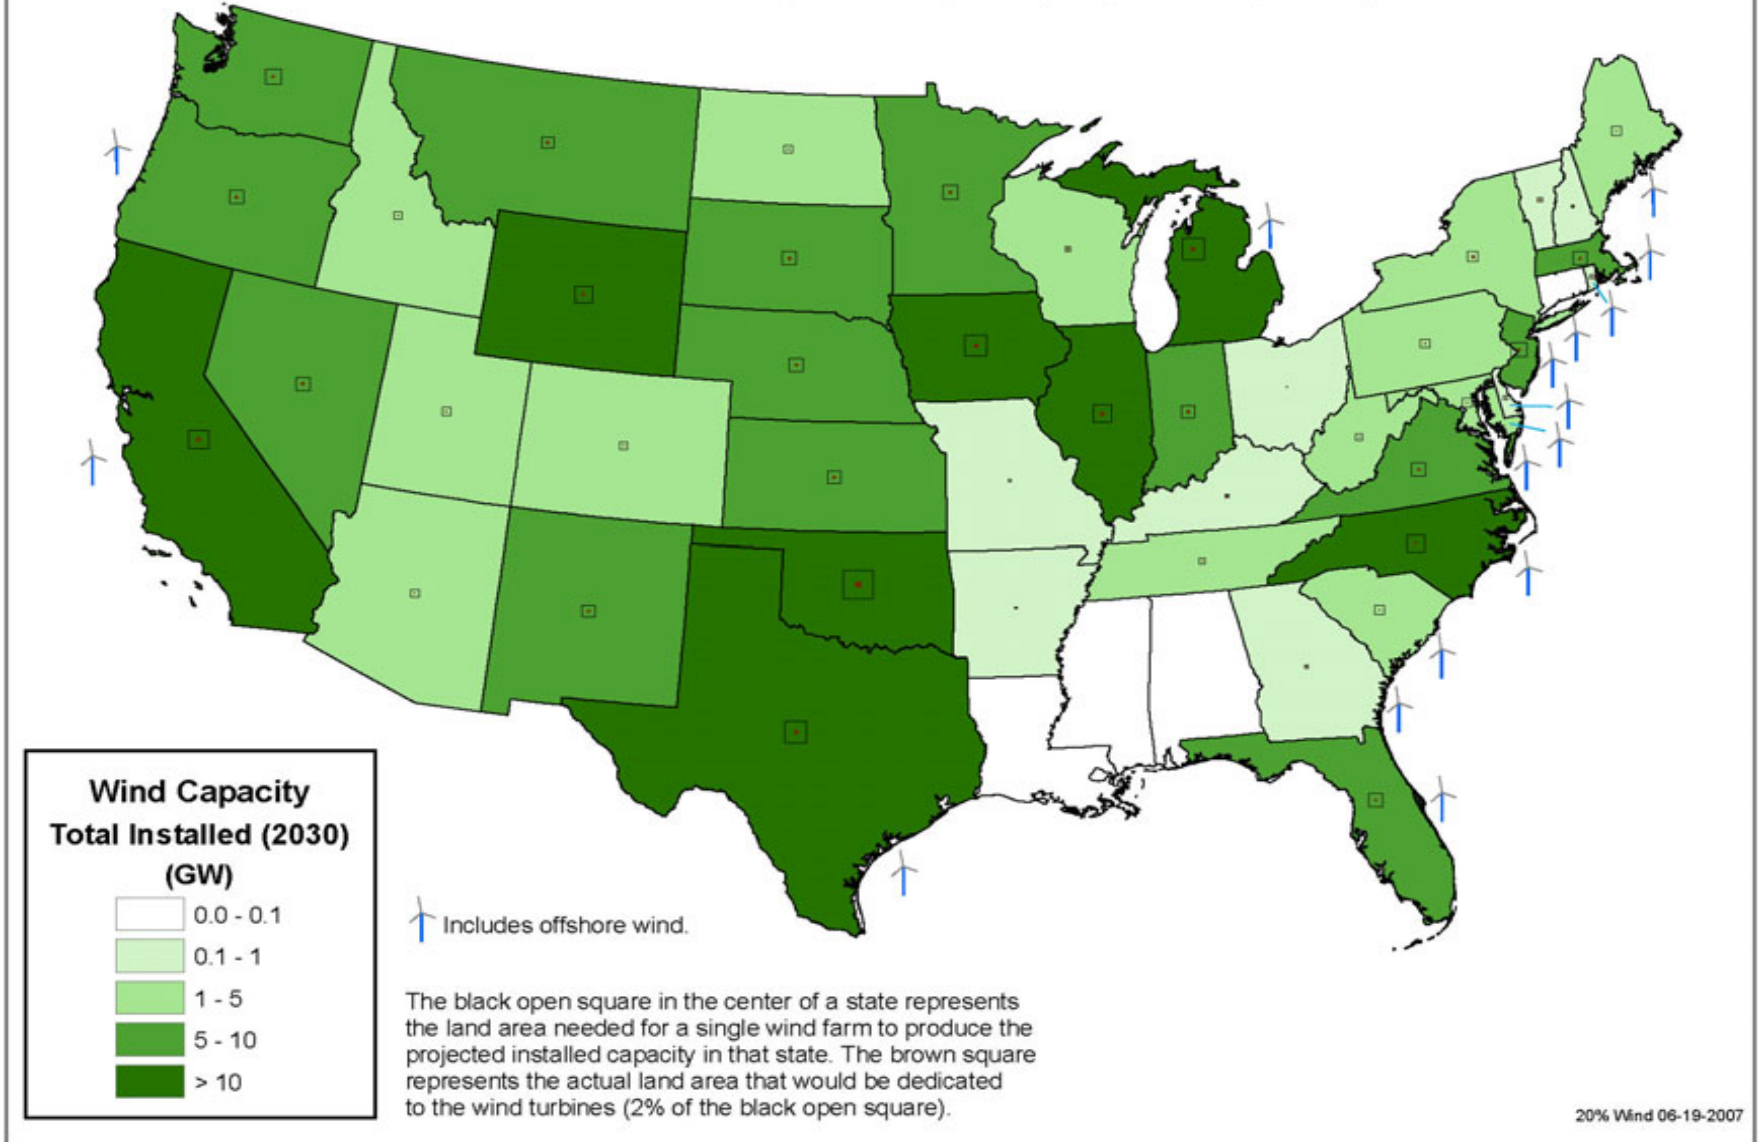 Wind Capacity
Total Installed (2030)
(GW)
0.0 - 0.1
0.1 - 1
1 - 5
5 - 10
> 10
Includes offshore wind.
The black open square in the center of a state represents
the land area needed for a single wind farm to produce the
projected installed capacity in that state. The brown square
represents the actual land area that would be dedicated
to the wind turbines (2% of the black open square).
20% Wind 06-19-2007